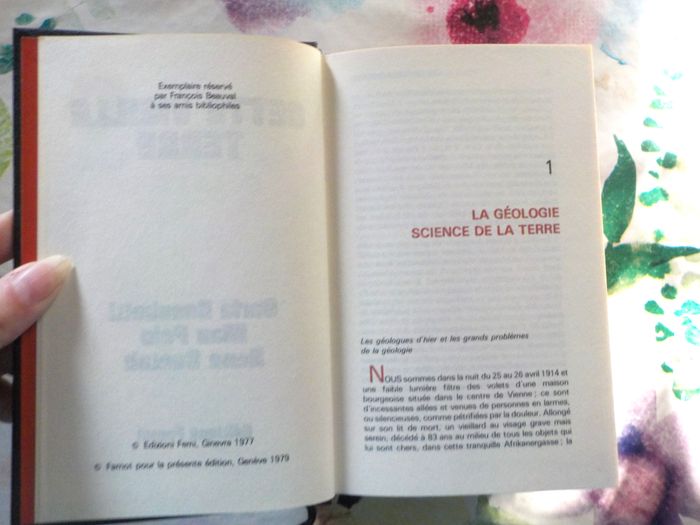 Exemplaire réservé
par François Beauval
à ses amis bibliophiles
© Edizioni Ferni, Ginevra 1977
© Famot pour la présente édition, Genève 1979
1
LA GÉOLOGIE
SCIENCE DE LA TERRE
Les géologues d'hier et les grands problèmes
de la géologie
NOUS sommes dans la nuit du 25 au 26 avril 1914 et
une faible lumière filtre des volets d'une maison
bourgeoise située dans le centre de Vienne ; ce sont
d'incessantes allées et venues de personnes en larmes,
ou silencieuses, comme pétrifiées par la douleur. Allongé
sur son lit de mort, un vieillard au visage grave mais
serein, décédé à 83 ans au milieu de tous les objets qui
lui sont chers, dans cette tranquille Afrikanergasse ; la